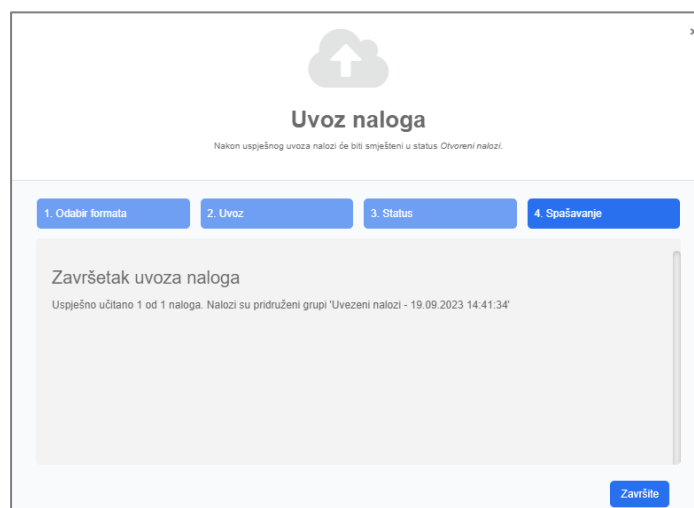 ×
Uvoz naloga
Nakon uspješnog uvoza nalozi će biti smješteni u status Otvoreni nalozi.
1. Odabir formata
2. Uvoz
3. Status
4. Spašavanje
Završetak uvoza naloga
Uspješno učitano 1 od 1 naloga. Nalozi su pridruženi grupi 'Uvezeni nalozi - 19.09.2023 14:41:34'
Završite